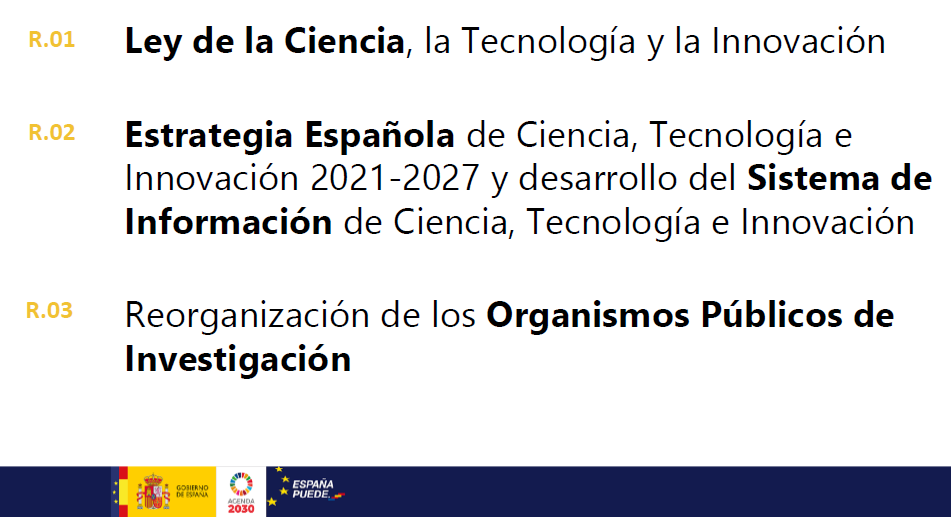 R.01 Ley de la Ciencia, la Tecnología y la Innovación
R.02 Estrategia Española de Ciencia, Tecnología e
Innovación 2021-2027 y desarrollo del Sistema de
Información de Ciencia, Tecnología e Innovación
R.03 Reorganización de los Organismos Públicos de
Investigación
GOBIERNO
DE ESPAÑA
AGENDA
2030
ESPAÑA
PUEDE